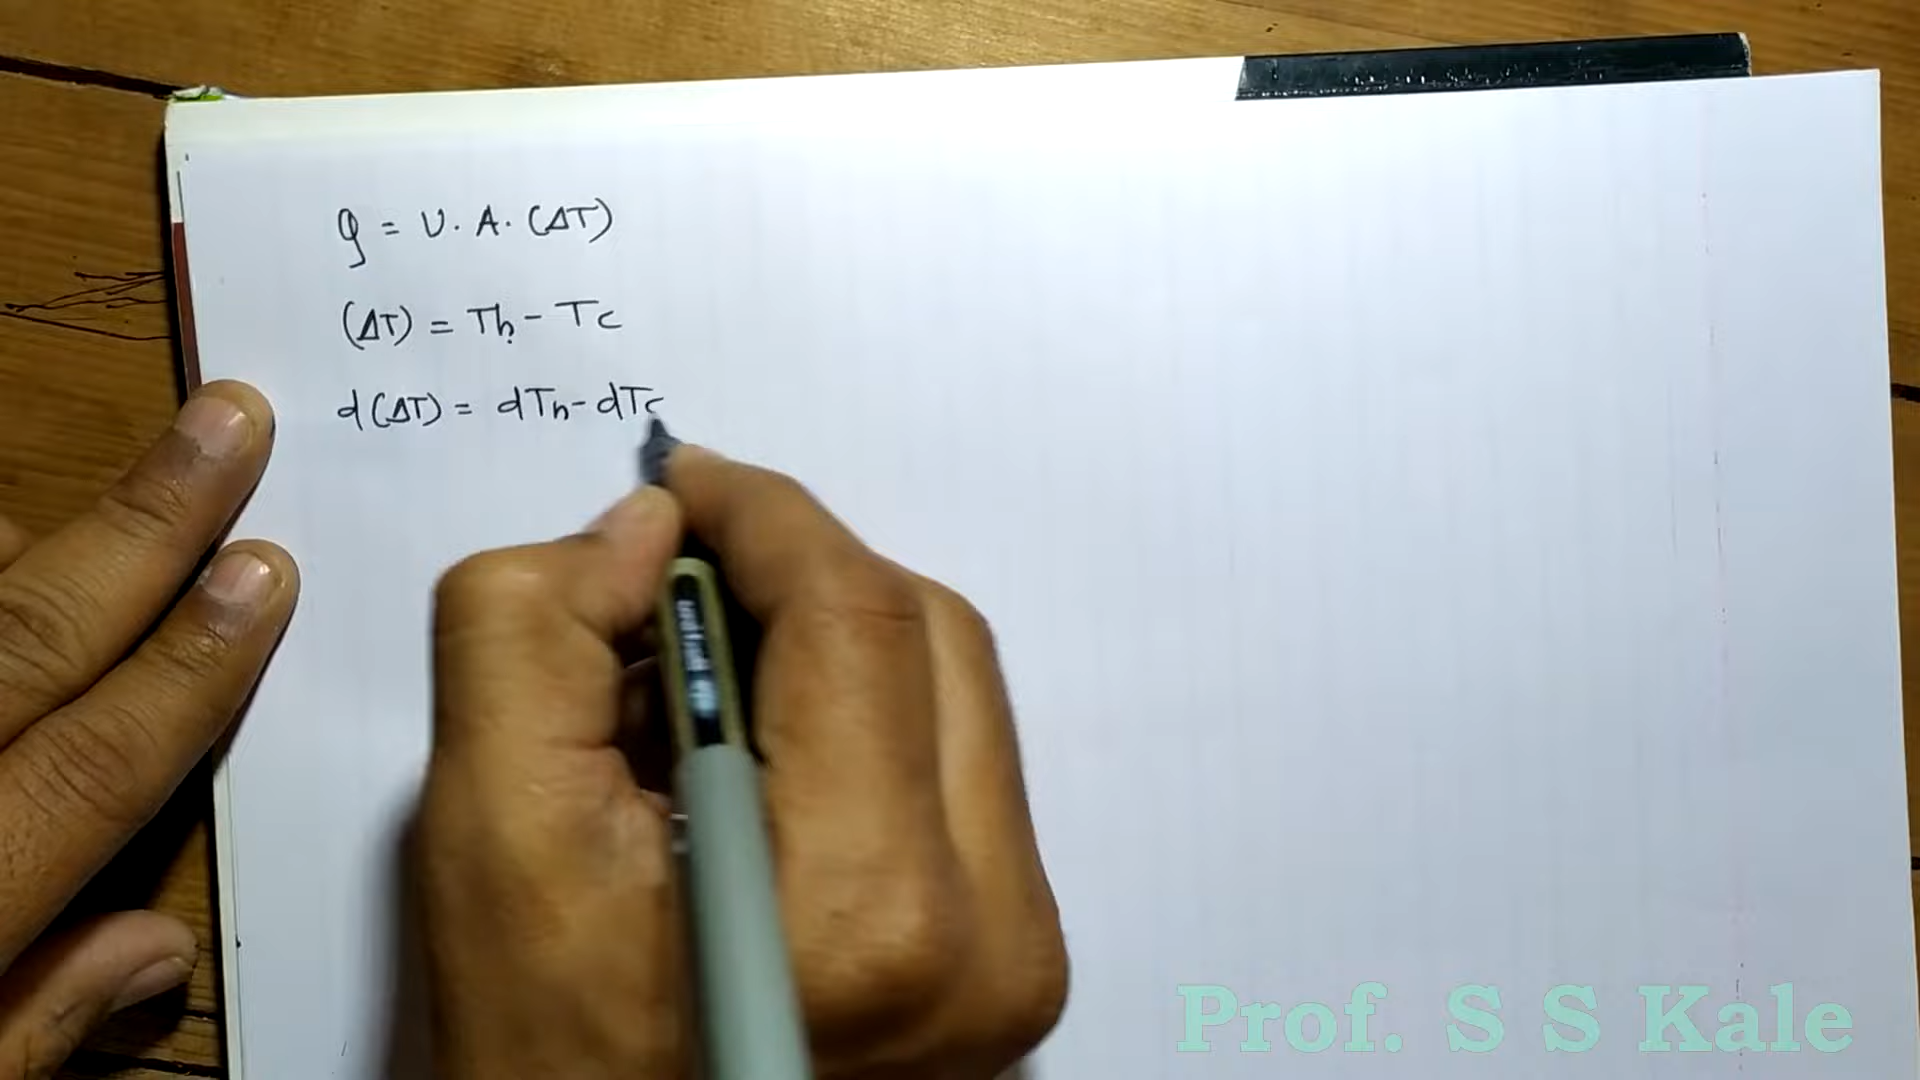 q = U. A. (ΔT)
(ΔT) = Th - Tc
d(ΔT) = dTh - dTc
Prof. S S Kale